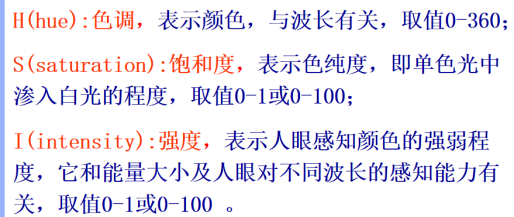 H(hue):色调，表示颜色，与波长有关，取值0-360；
S(saturation):饱和度，表示色纯度，即单色光中
渗入白光的程度，取值0-1或0-100；
I(intensity):强度，表示人眼感知颜色的强弱程
度，它和能量大小及人眼对不同波长的感知能力有
关，取值0-1或0-100 。